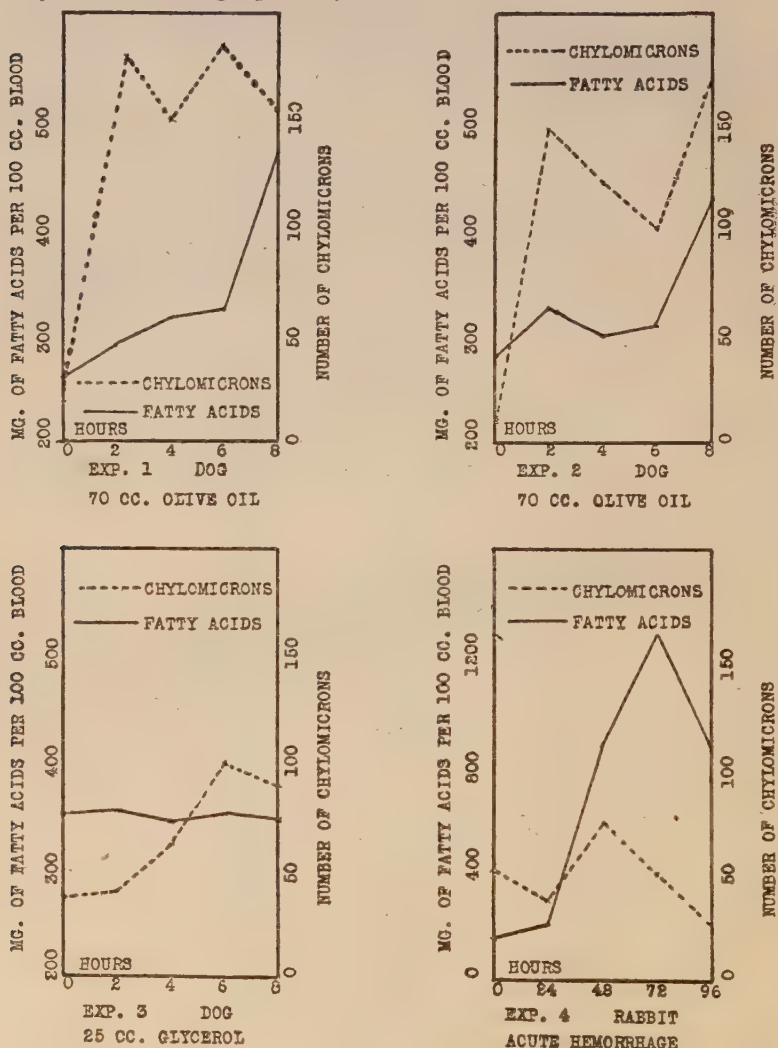 MG. OF FATTY ACIDS PER 100 CC. BLOOD
500
400
300
200
CHYLOMICRONS
FATTY ACIDS
HOURS
0 2 4 6 8
150
100
50
0
NUMBER OF CHYLOMICRONS
EXP. 1 DOG
70 CC. OLIVE OIL
MG. OF FATTY ACIDS PER 100 CC. BLOOD
500
400
300
200
CHYLOMICRONS
FATTY ACIDS
HOURS
0 2 4 6 8
150
100
50
0
NUMBER OF CHYLOMICRONS
EXP. 2 DOG
70 CC. OLIVE OIL
MG. OF FATTY ACIDS PER 100 CC. BLOOD
500
400
300
200
CHYLOMICRONS
FATTY ACIDS
HOURS
0 2 4 6 8
150
100
50
0
NUMBER OF CHYLOMICRONS
EXP. 3 DOG
25 CC. GLYCEROL
MG. OF FATTY ACIDS PER 100 CC. BLOOD
1200
800
400
0
CHYLOMICRONS
FATTY ACIDS
HOURS
0 24 48 72 96
150
100
50
0
NUMBER OF CHYLOMICRONS
EXP. 4 RABBIT
ACUTE HEMORRHAGE